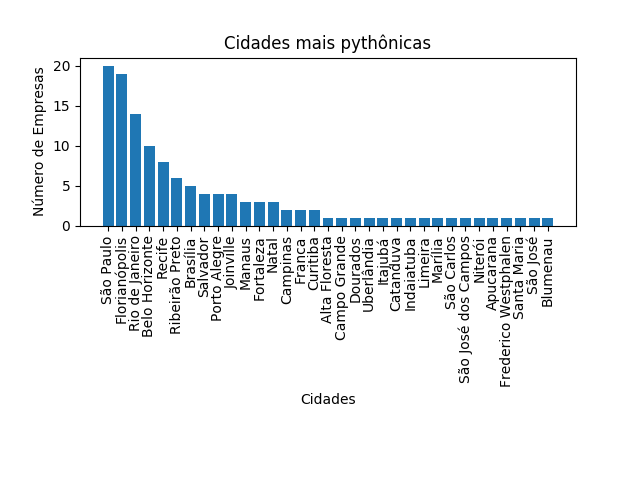 Cidades mais pythônicas
Número de Empresas
20
15
10
5
0
São Paulo
Florianópolis
Rio de Janeiro
Belo Horizonte
Recife
Ribeirão Preto
Brasília
Salvador
Porto Alegre
Joinville
Manaus
Fortaleza
Natal
Campinas
Franca
Curitiba
Alta Floresta
Campo Grande
Dourados
Uberlândia
Itajubá
Catanduva
Indaiatuba
Limeira
Marília
São Carlos
São José dos Campos
Niterói
Apucarana
Frederico Westphalen
Santa Maria
São José
Blumenau
Cidades